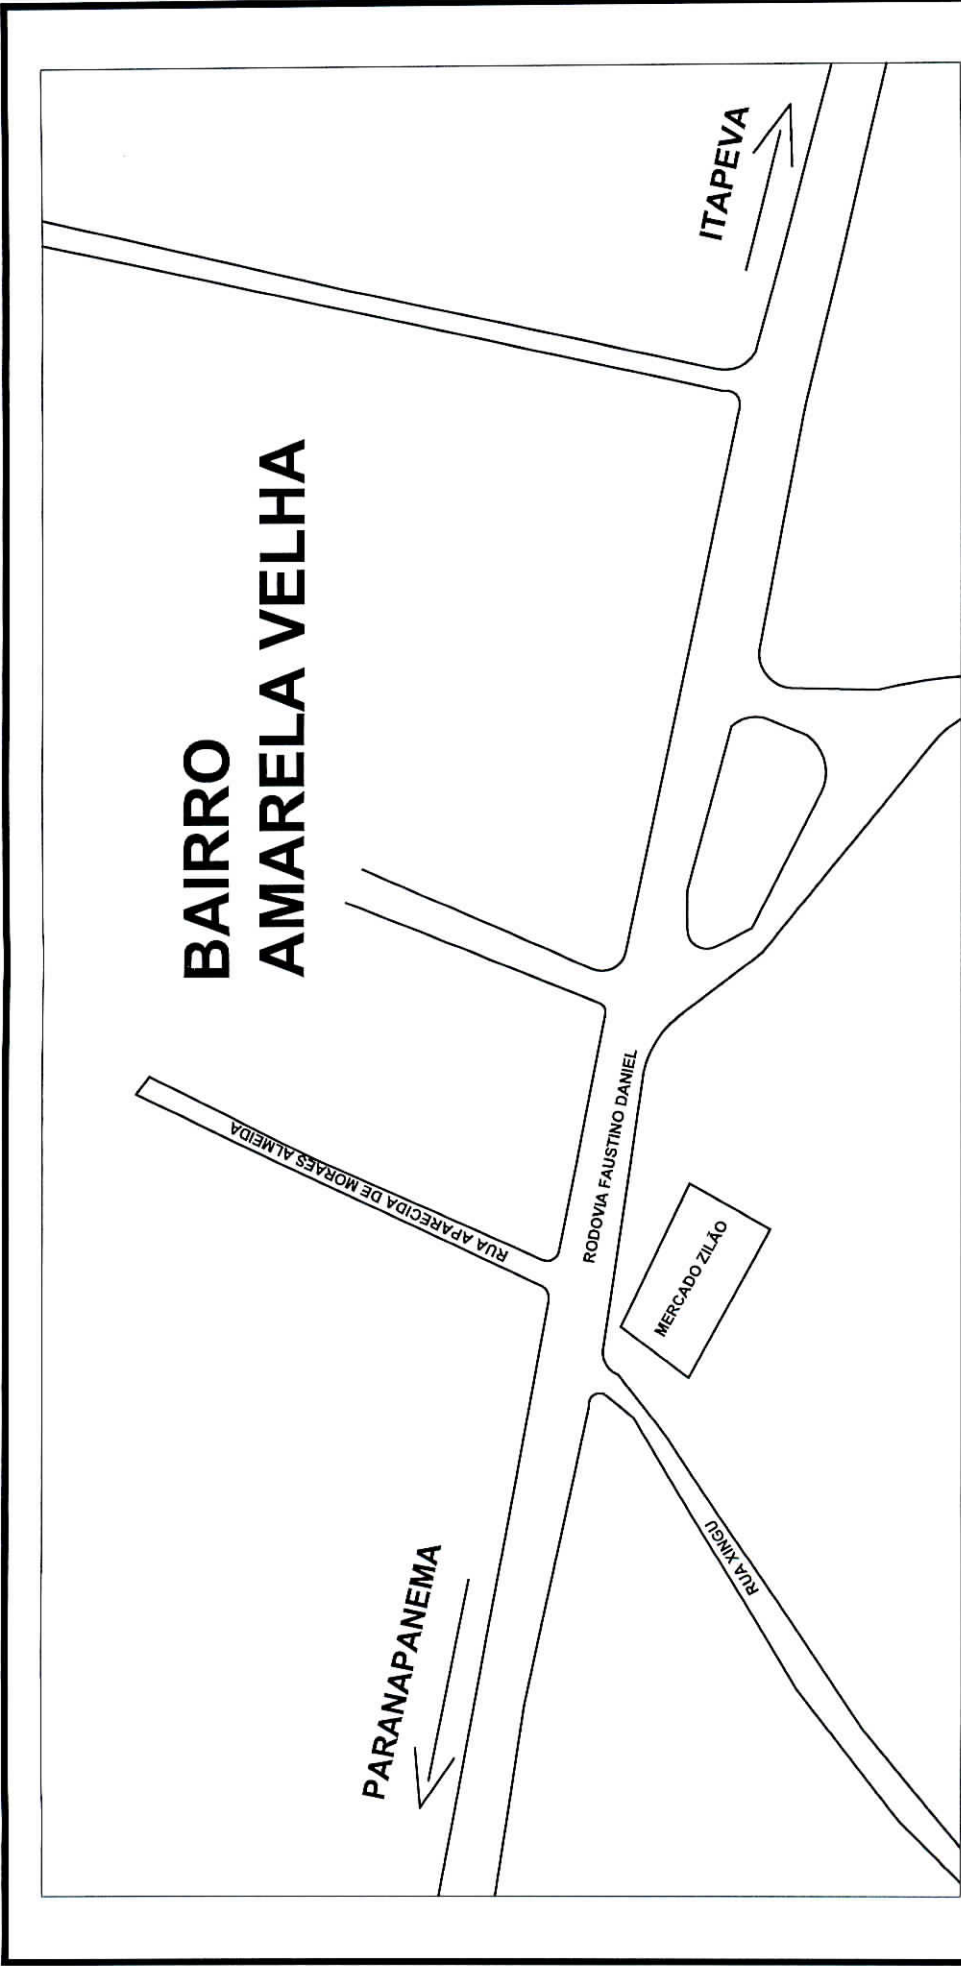 BAIRRO
AMARELA VELHA
ITAPEVA
RUA APARECIDA DE MORAES ALMEIDA
RODOVIA FAUSTINO DANIEL
MERCADO ZILÃO
PARANAPANEMA
RUA XINGU